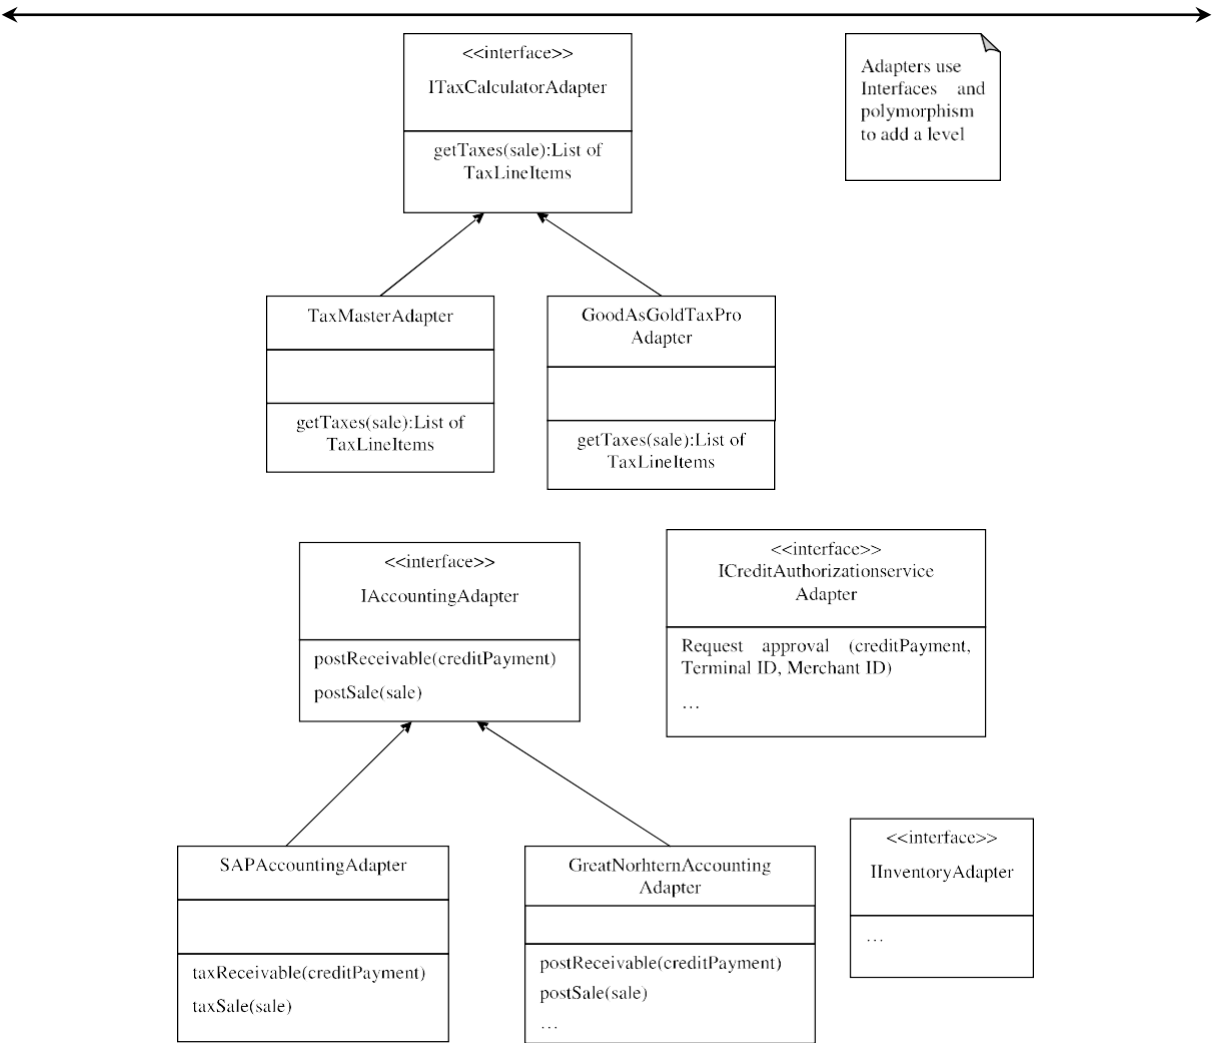 <<interface>>
ITaxCalculatorAdapter
getTaxes(sale):List of
TaxLineItems
Adapters use
Interfaces and
polymorphism
to add a level
TaxMasterAdapter
getTaxes(sale):List of
TaxLineItems
GoodAsGoldTaxPro
Adapter
getTaxes(sale):List of
TaxLineItems
<<interface>>
IAccountingAdapter
postReceivable(creditPayment)
postSale(sale)
<<interface>>
ICreditAuthorizationservice
Adapter
Request approval (creditPayment,
Terminal ID, Merchant ID)
...
SAPAccountingAdapter
taxReceivable(creditPayment)
taxSale(sale)
GreatNorhternAccounting
Adapter
postReceivable(creditPayment)
postSale(sale)
...
<<interface>>
IInventoryAdapter
...